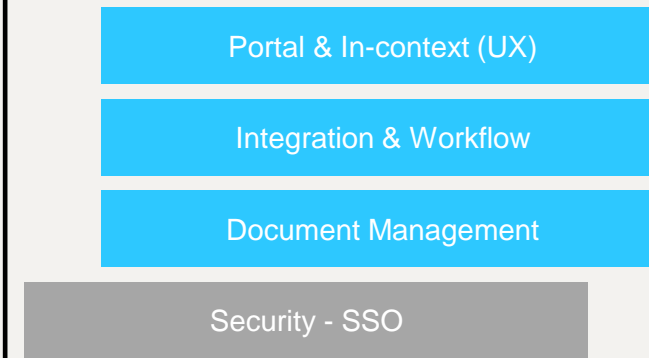 Portal & In-context (UX)
Integration & Workflow
Document Management
Security - SSO